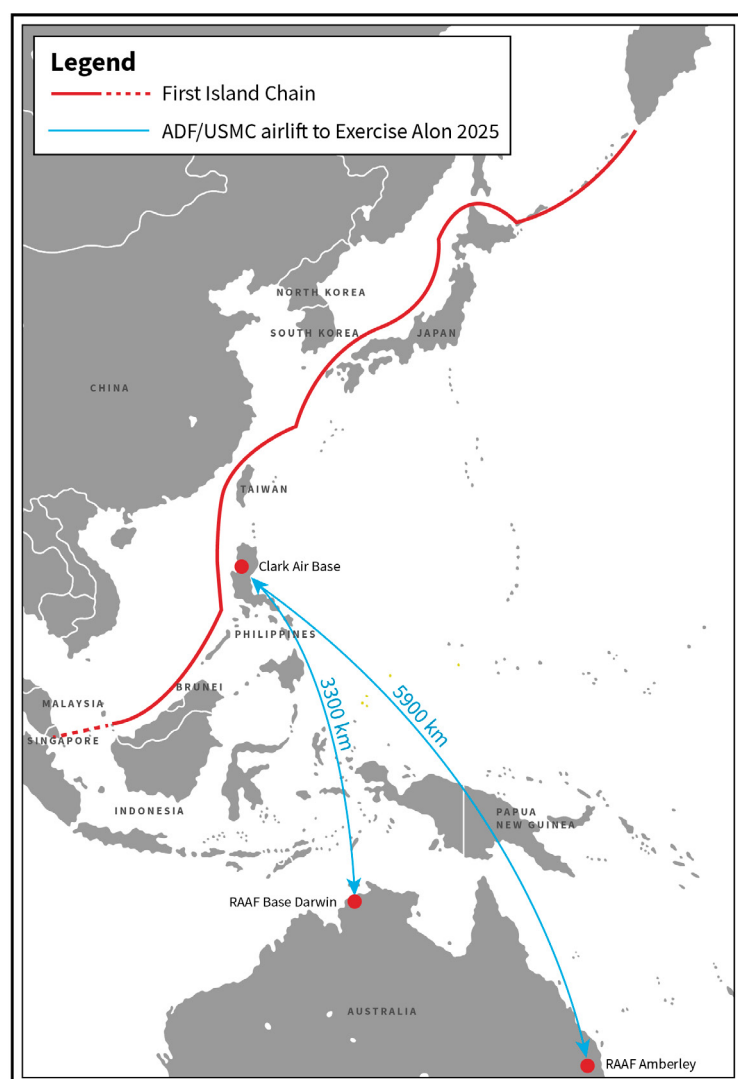 Legend
First Island Chain
ADF/USMC airlift to Exercise Alon 2025
NORTH KOREA
SOUTH KOREA
JAPAN
CHINA
TAIWAN
Clark Air Base
PHILIPPINES
3300 km
5900 km
BRUNEI
MALAYSIA
SINGAPORE
INDONESIA
PAPUA
NEW GUINEA
RAAF Base Darwin
AUSTRALIA
RAAF Amberley